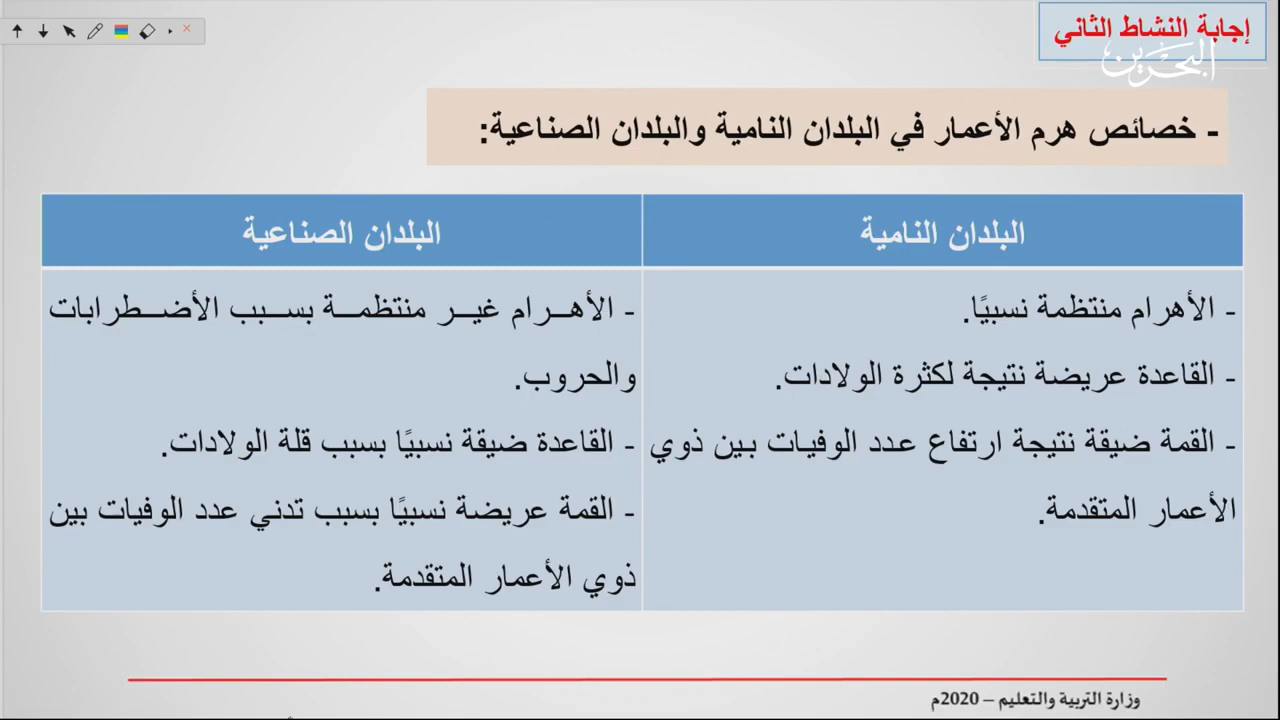 إجابة النشاط الثاني
البحرين
- خصائص هرم الأعمار في البلدان النامية والبلدان الصناعية:
البلدان النامية
- الأهرام منتظمة نسبيًا.
- القاعدة عريضة نتيجة لكثرة الولادات.
- القمة ضيقة نتيجة ارتفاع عدد الوفيات بين ذوي
الأعمار المتقدمة.
البلدان الصناعية
- الأهرام غير منتظمة بسبب الأضطرابات
والحروب.
- القاعدة ضيقة نسبيًا بسبب قلة الولادات.
- القمة عريضة نسبيًا بسبب تدني عدد الوفيات بين
ذوي الأعمار المتقدمة.
وزارة التربية والتعليم – 2020م